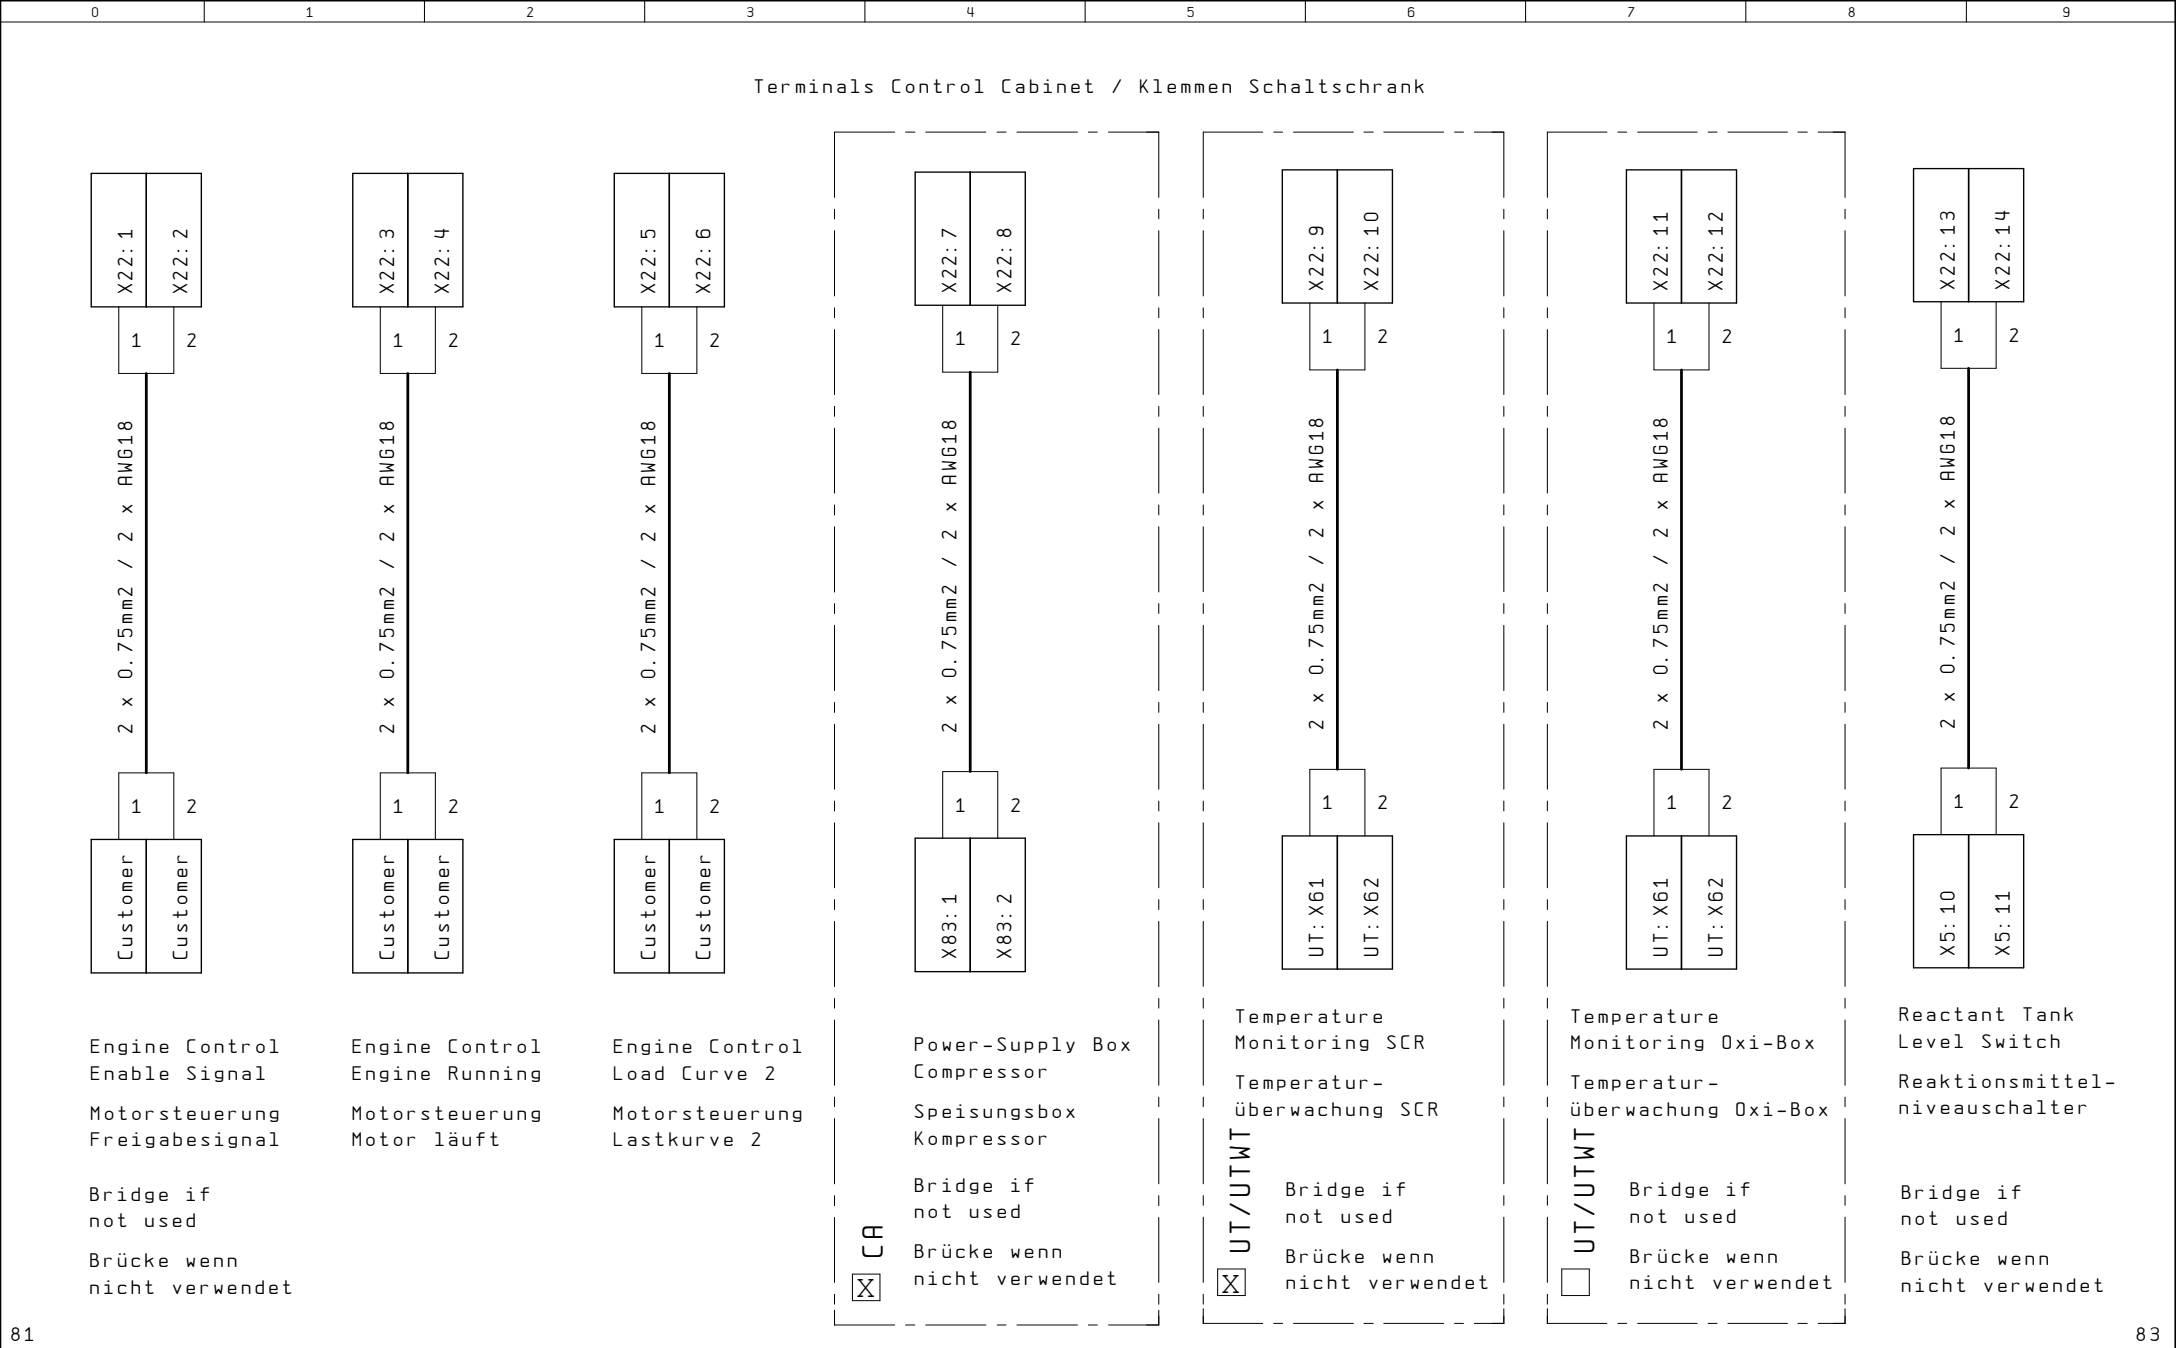 0 1 2 3 4 5 6 7 8 9
Terminals Control Cabinet / Klemmen Schaltschrank
X22:1 X22:2
1 2
2 x 0.75mm2 / 2 x AWG18
1 2
Customer Customer
Engine Control
Enable Signal
Motorsteuerung
Freigabesignal
Bridge if
not used
Brücke wenn
nicht verwendet
X22:3 X22:4
1 2
2 x 0.75mm2 / 2 x AWG18
1 2
Customer Customer
Engine Control
Engine Running
Motorsteuerung
Motor läuft
X22:5 X22:6
1 2
2 x 0.75mm2 / 2 x AWG18
1 2
Customer Customer
Engine Control
Load Curve 2
Motorsteuerung
Lastkurve 2
X22:7 X22:8
1 2
2 x 0.75mm2 / 2 x AWG18
1 2
X83:1 X83:2
Power-Supply Box
Compressor
Speisungsbox
Kompressor
Bridge if
not used
Brücke wenn
nicht verwendet
CA
X
X22:9 X22:10
1 2
2 x 0.75mm2 / 2 x AWG18
1 2
UT:X61 UT:X62
Temperature
Monitoring SCR
Temperatur-
überwachung SCR
UT/UTWT
Bridge if
not used
Brücke wenn
nicht verwendet
X
X22:11 X22:12
1 2
2 x 0.75mm2 / 2 x AWG18
1 2
UT:X61 UT:X62
Temperature
Monitoring Oxi-Box
Temperatur-
überwachung Oxi-Box
UT/UTWT
Bridge if
not used
Brücke wenn
nicht verwendet
X22:13 X22:14
1 2
2 x 0.75mm2 / 2 x AWG18
1 2
X5:10 X5:11
Reactant Tank
Level Switch
Reaktionsmittel-
niveauschalter
Bridge if
not used
Brücke wenn
nicht verwendet
81
83